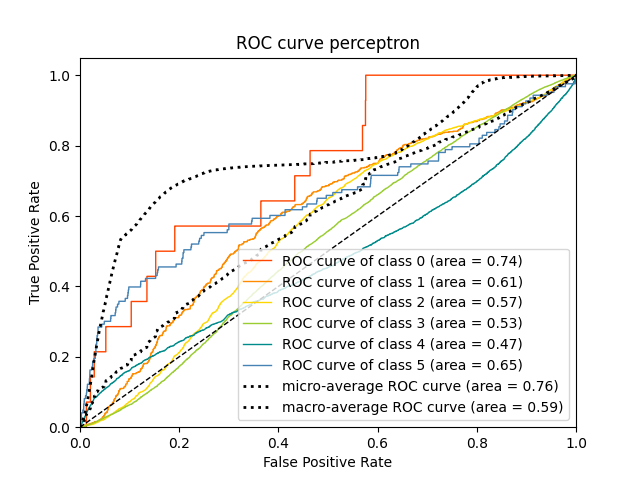 ROC curve perceptron
True Positive Rate
1.0
0.8
0.6
0.4
0.2
0.0
ROC curve of class 0 (area = 0.74)
ROC curve of class 1 (area = 0.61)
ROC curve of class 2 (area = 0.57)
ROC curve of class 3 (area = 0.53)
ROC curve of class 4 (area = 0.47)
ROC curve of class 5 (area = 0.65)
micro-average ROC curve (area = 0.76)
macro-average ROC curve (area = 0.59)
0.0 0.2 0.4 0.6 0.8 1.0
False Positive Rate